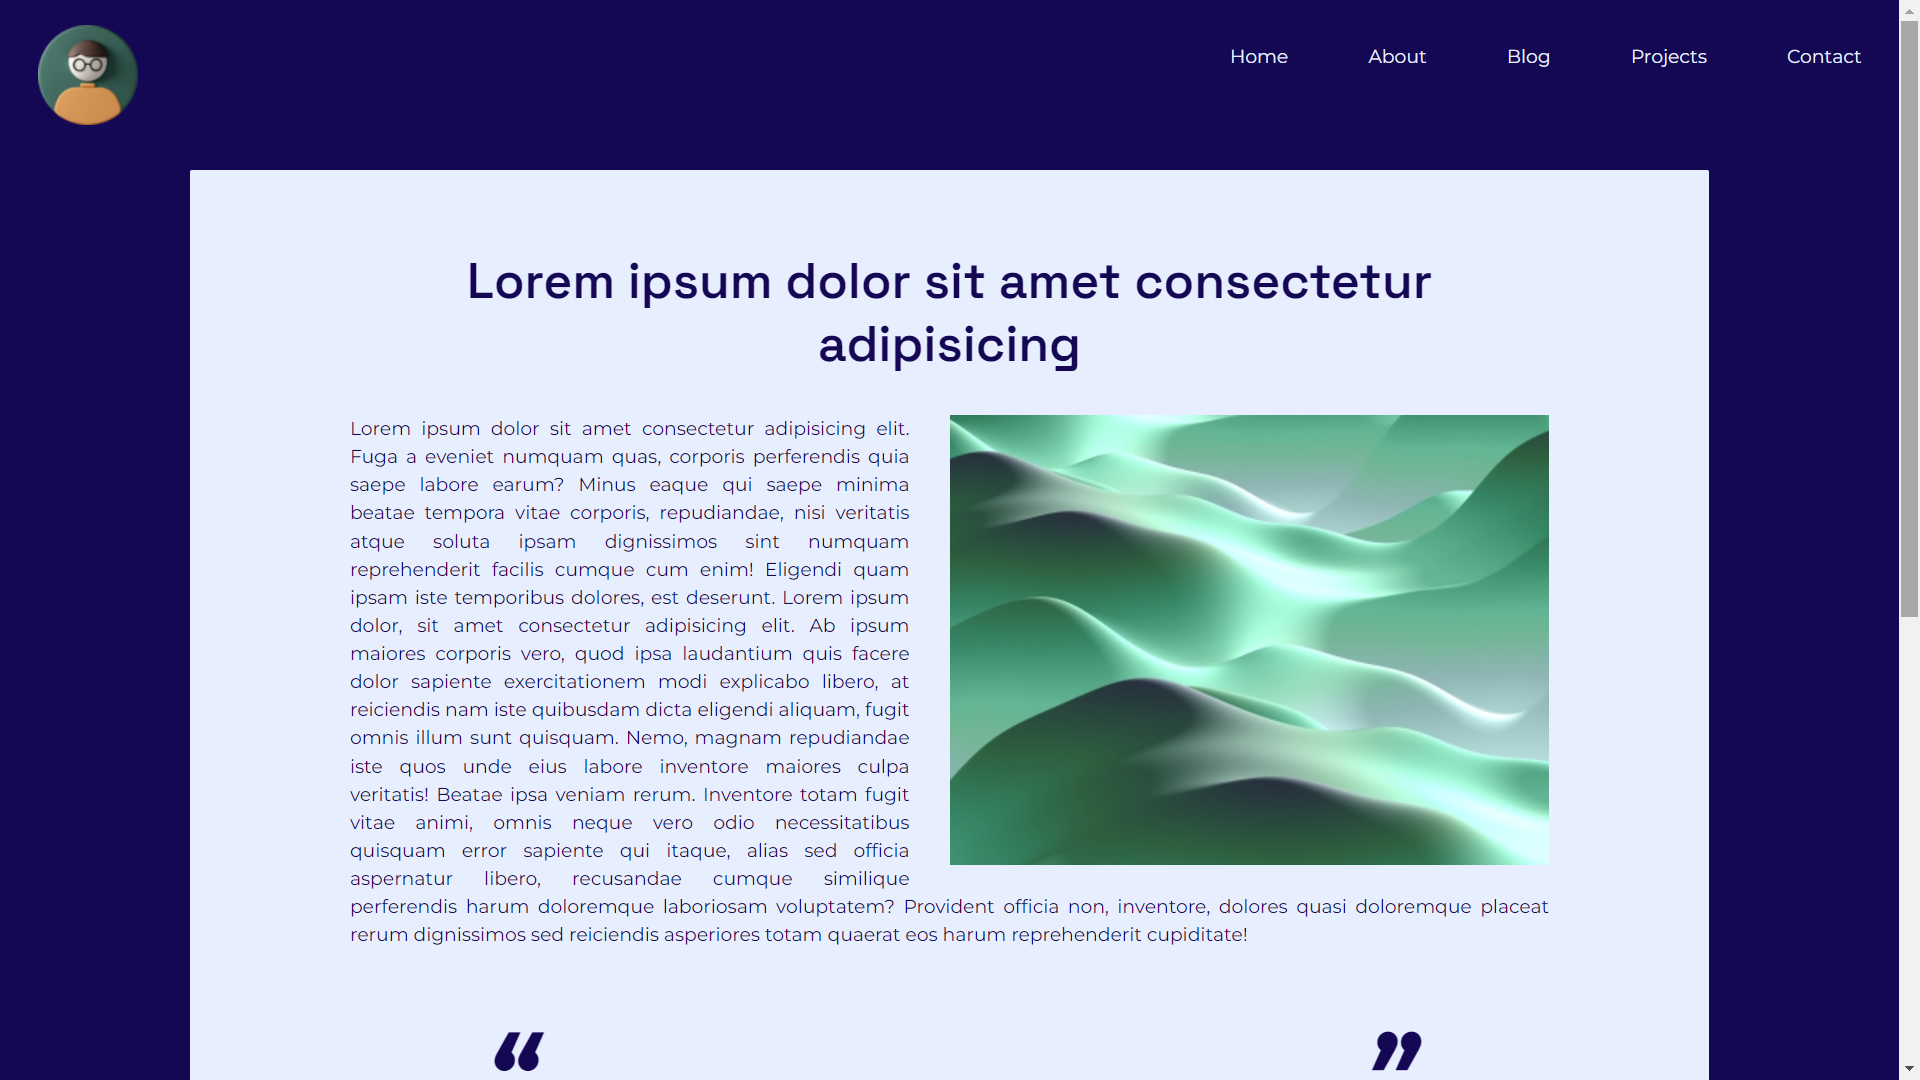 Home About Blog Projects Contact
Lorem ipsum dolor sit amet consectetur
adipisicing
Lorem ipsum dolor sit amet consectetur adipisicing elit.
Fuga a eveniet numquam quas, corporis perferendis quia
saepe labore earum? Minus eaque qui saepe minima
beatae tempora vitae corporis, repudiandae, nisi veritatis
atque soluta ipsam dignissimos sint numquam
reprehenderit facilis cumque cum enim! Eligendi quam
ipsam iste temporibus dolores, est deserunt. Lorem ipsum
dolor, sit amet consectetur adipisicing elit. Ab ipsum
maiores corporis vero, quod ipsa laudantium quis facere
dolor sapiente exercitationem modi explicabo libero, at
reiciendis nam iste quibusdam dicta eligendi aliquam, fugit
omnis illum sunt quisquam. Nemo, magnam repudiandae
iste quos unde eius labore inventore maiores culpa
veritatis! Beatae ipsa veniam rerum. Inventore totam fugit
vitae animi, omnis neque vero odio necessitatibus
quisquam error sapiente qui itaque, alias sed officia
aspernatur libero, recusandae cumque similique
perferendis harum doloremque laboriosam voluptatem? Provident officia non, inventore, dolores quasi doloremque placeat
rerum dignissimos sed reiciendis asperiores totam quaerat eos harum reprehenderit cupiditate!
“ ”